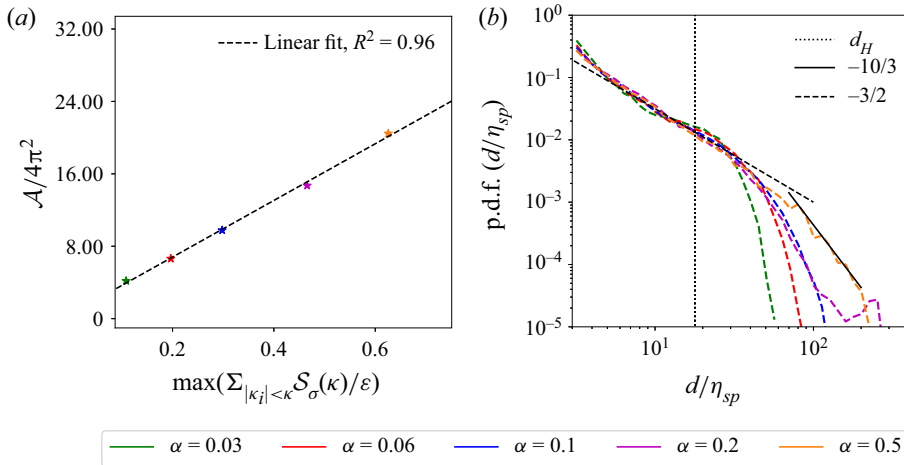 (a)
32.00
24.00
16.00
8.00
0
𝒜/4π²
Linear fit, R² = 0.96
0.2 0.4 0.6
max(Σ|κᵢ|<κ 𝒮σ(κ)/ε)
(b)
10⁰
10⁻¹
10⁻²
10⁻³
10⁻⁴
10⁻⁵
p.d.f. (d/ηsp)
dH
–10/3
–3/2
10¹ 10²
d/ηsp
α = 0.03 α = 0.06 α = 0.1 α = 0.2 α = 0.5